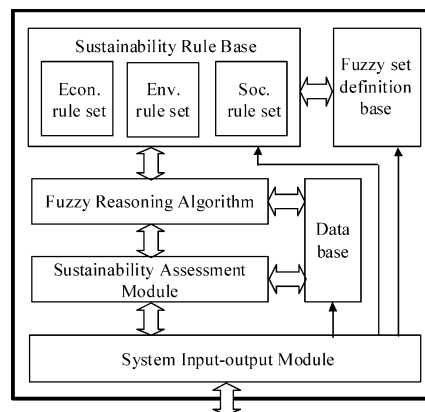 Sustainability Rule Base
Econ.
rule set
Env.
rule set
Soc.
rule set
Fuzzy set
definition
base
Fuzzy Reasoning Algorithm
Data
base
Sustainability Assessment
Module
System Input-output Module